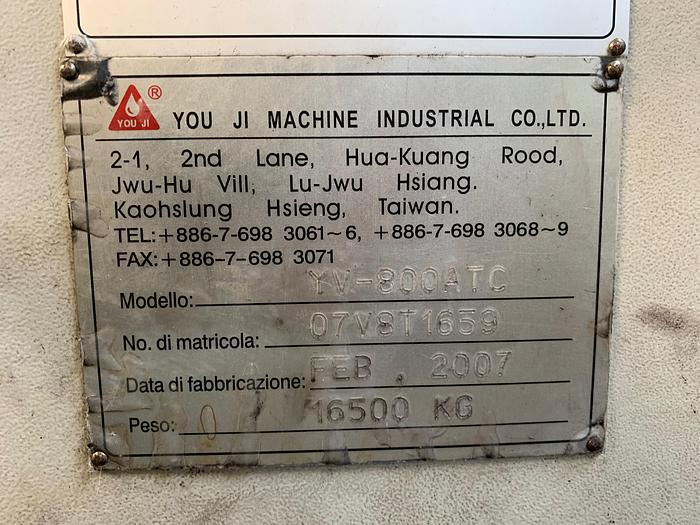 YOU JI ® YOU JI MACHINE INDUSTRIAL CO.,LTD.
2-1, 2nd Lane, Hua-Kuang Rood,
Jwu-Hu Vill, Lu-Jwu Hsiang.
Kaohslung Hsieng, Taiwan.
TEL:+886-7-698 3061~6, +886-7-698 3068~9
FAX:+886-7-698 3071
Modello: YV-800ATC
No. di matricola: 07V8T1659
Data di fabbricazione: FEB , 2007
Peso: 16500 KG